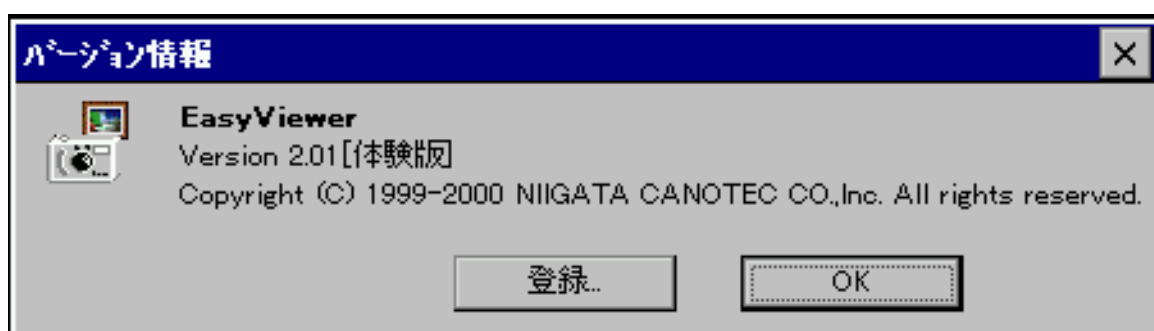 ﾊﾞｰｼﾞｮﾝ情報
EasyViewer
Version 2.01[体験版]
Copyright (C) 1999-2000 NIIGATA CANOTEC CO.,Inc. All rights reserved.
登録...
OK